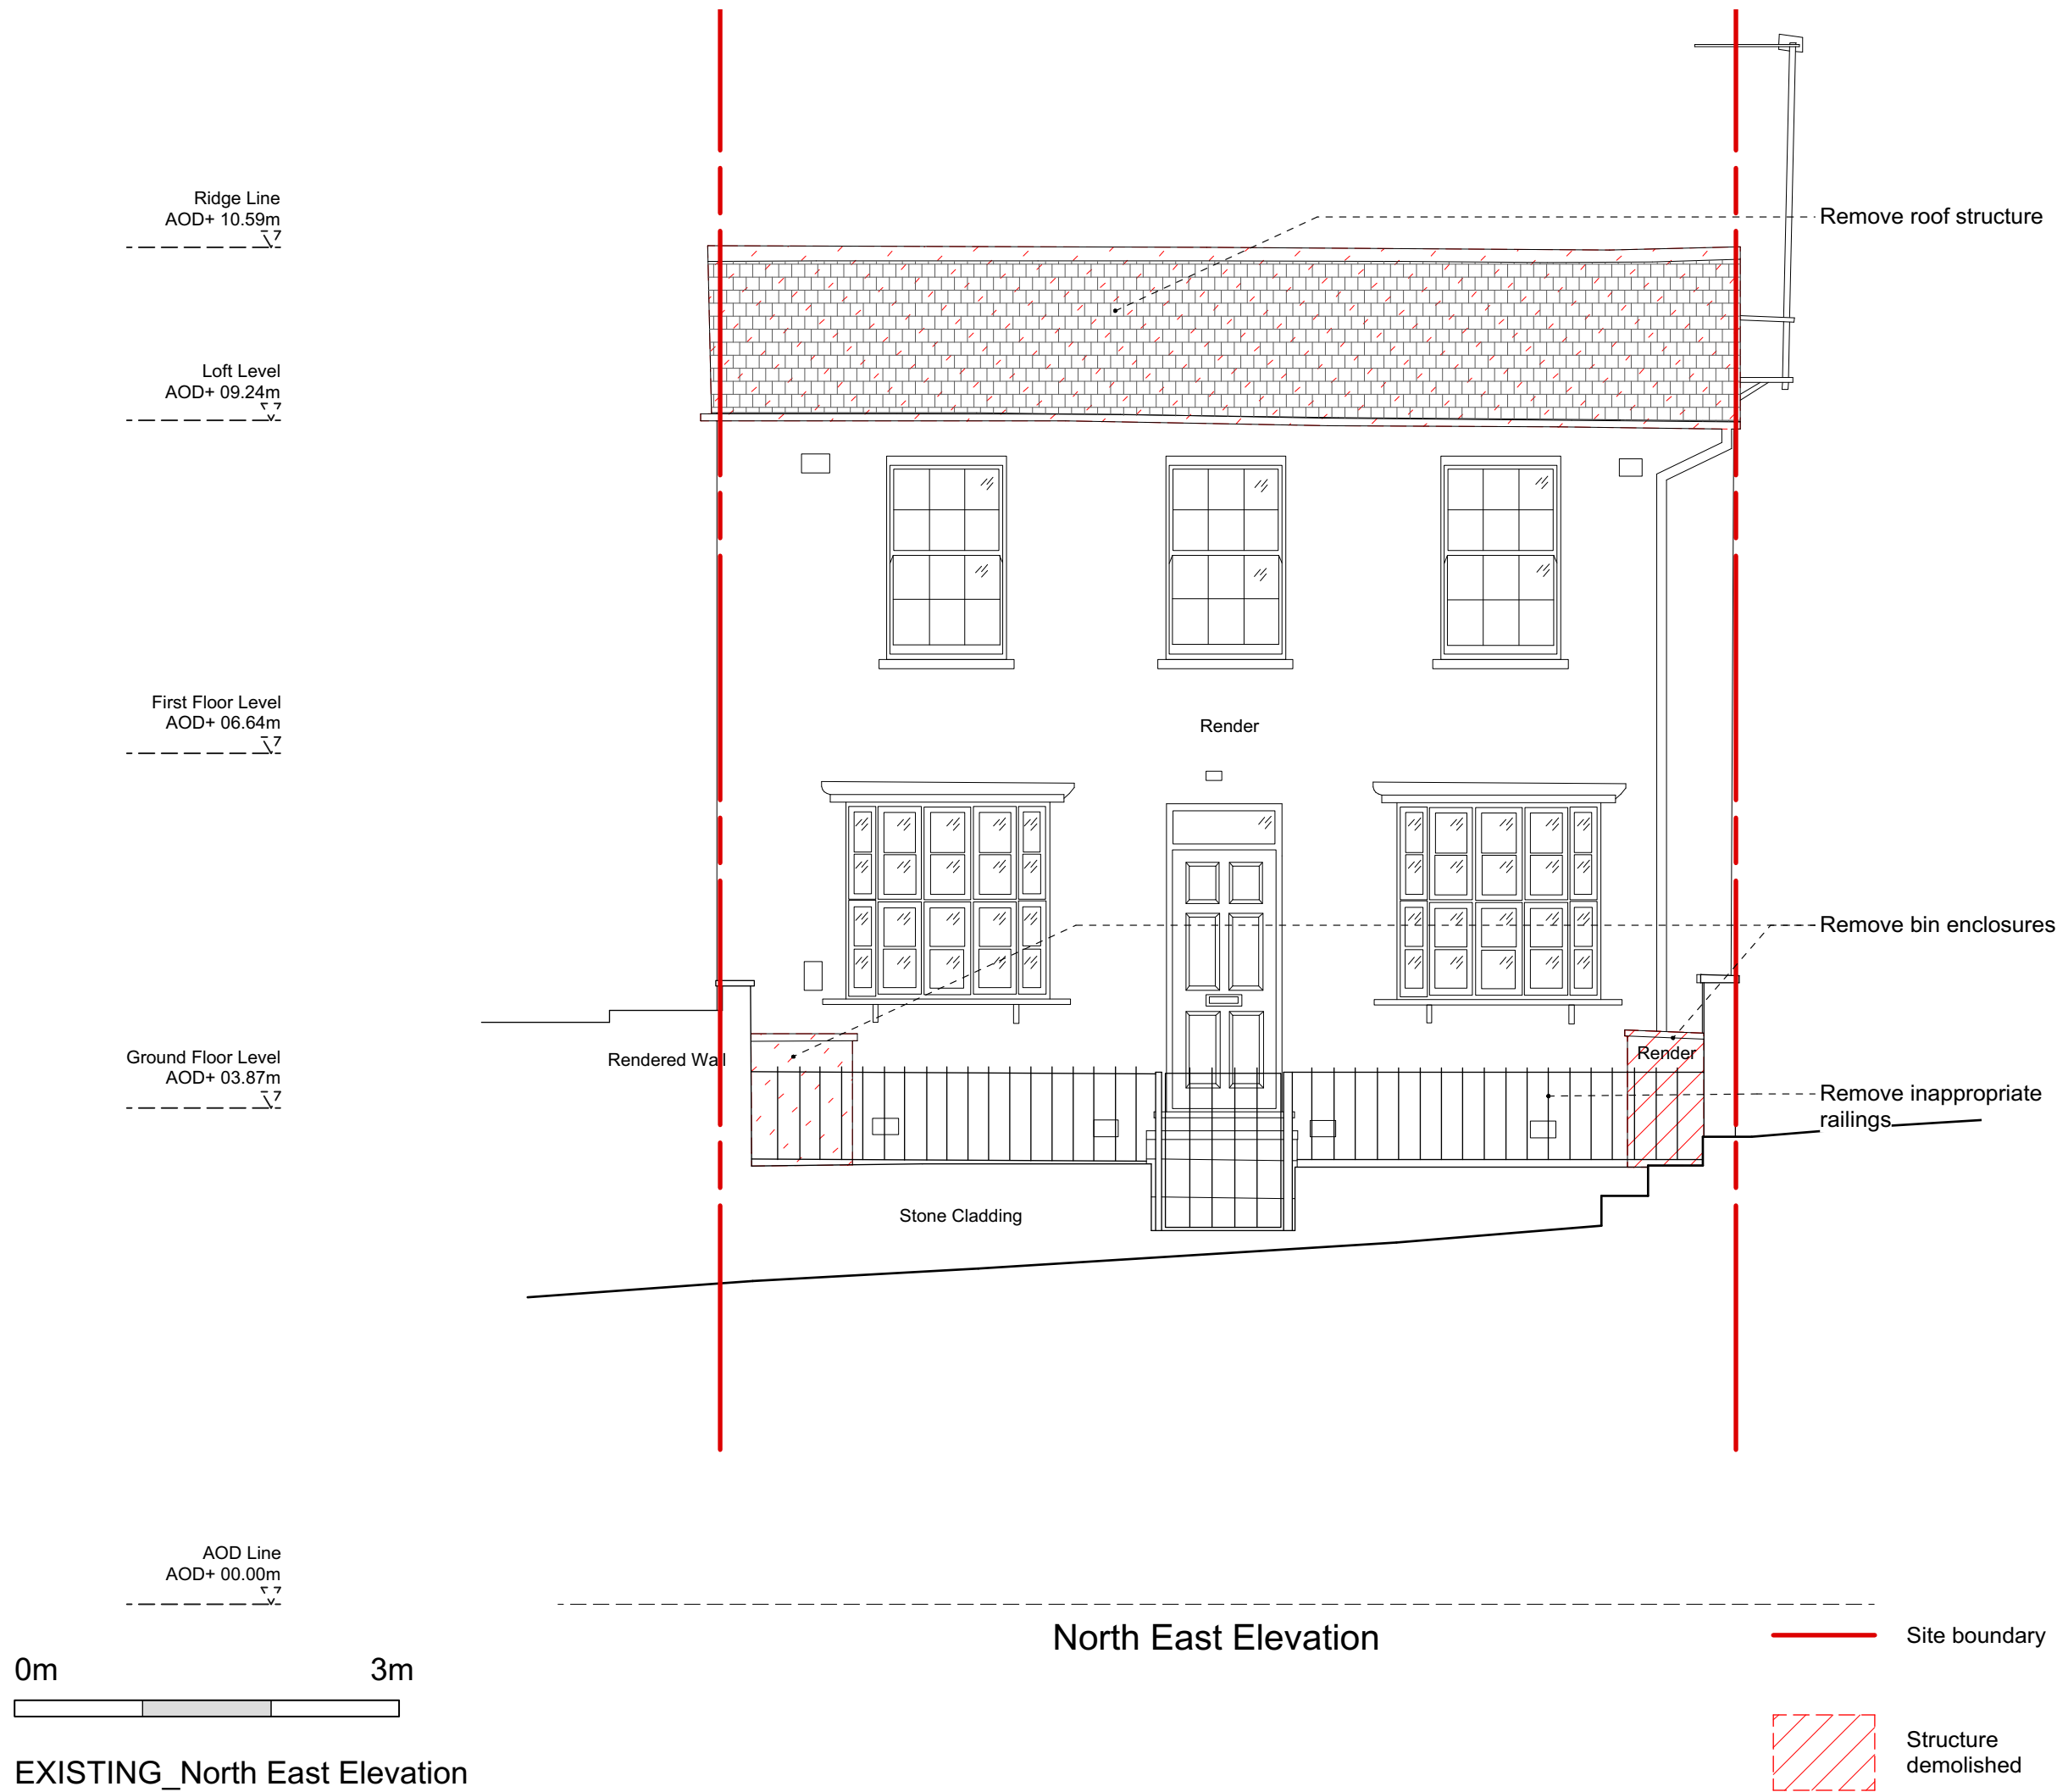 Ridge Line
AOD+ 10.59m
Remove roof structure
Loft Level
AOD+ 09.24m
First Floor Level
AOD+ 06.64m
Render
Remove bin enclosures
Ground Floor Level
AOD+ 03.87m
Rendered Wall
Render
Remove inappropriate
railings
Stone Cladding
AOD Line
AOD+ 00.00m
North East Elevation
Site boundary
0m
3m
Structure
demolished
EXISTING_North East Elevation